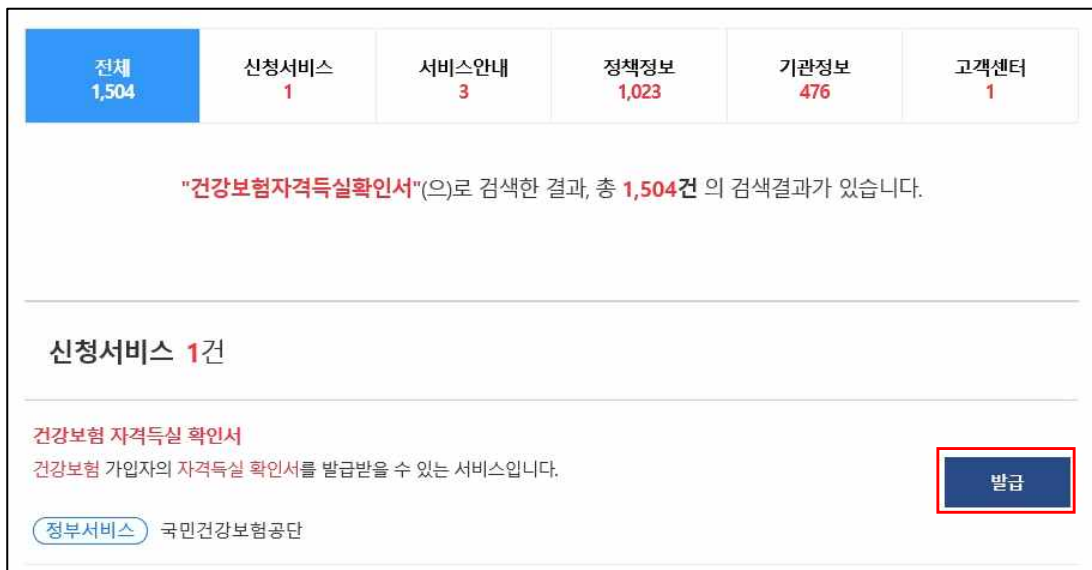 전체 신청서비스 서비스안내 정책정보 기관정보 고객센터
1,504 1 3 1,023 476 1
"건강보험자격득실확인서"(으)로 검색한 결과, 총 1,504건 의 검색결과가 있습니다.
신청서비스 1건
건강보험 자격득실 확인서
건강보험 가입자의 자격득실 확인서를 발급받을 수 있는 서비스입니다.
발급
정부서비스 국민건강보험공단